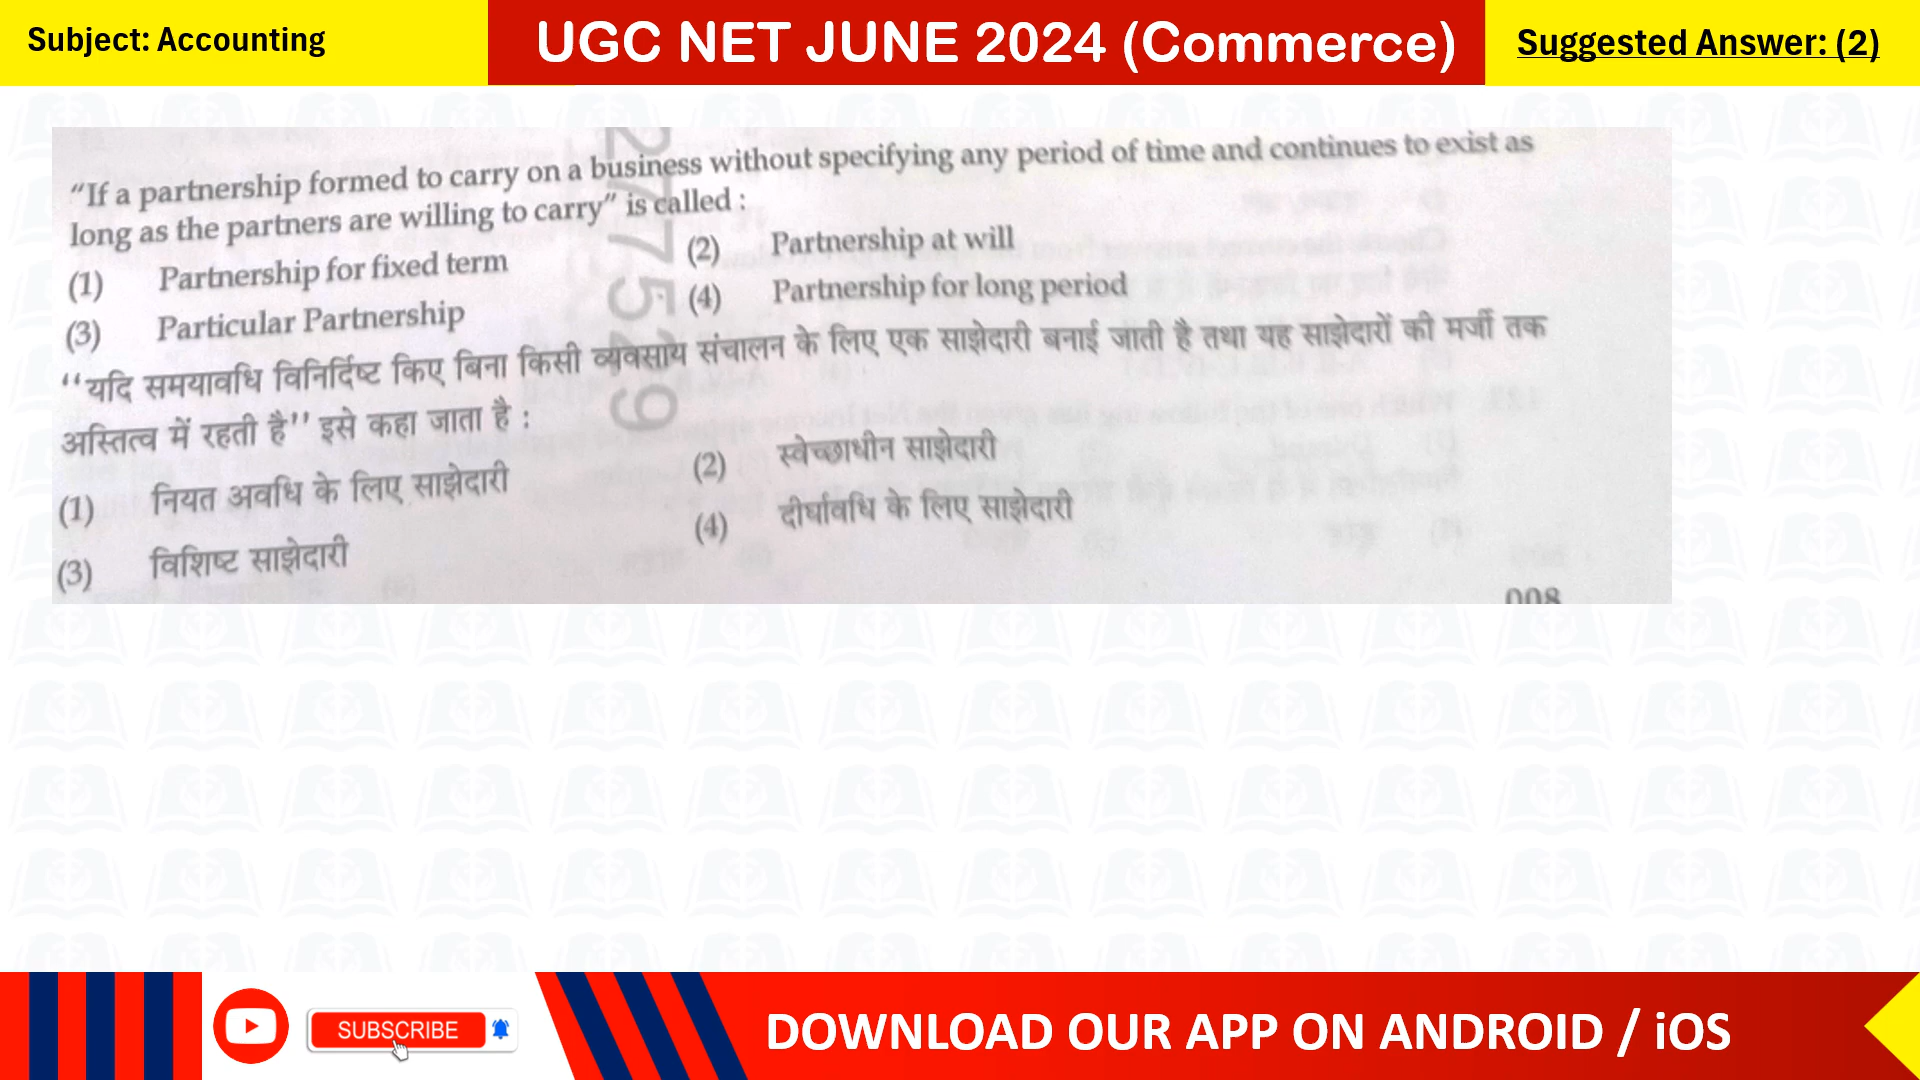 Subject: Accounting
UGC NET JUNE 2024 (Commerce)
Suggested Answer: (2)
"If a partnership formed to carry on a business without specifying any period of time and continues to exist as
long as the partners are willing to carry" is called :
(1) Partnership for fixed term (2) Partnership at will
(3) Particular Partnership (4) Partnership for long period
‘‘यदि समयावधि विनिर्दिष्ट किए बिना किसी व्यवसाय संचालन के लिए एक साझेदारी बनाई जाती है तथा यह साझेदारों की मर्जी तक
अस्तित्व में रहती है’’ इसे कहा जाता है :
(1) नियत अवधि के लिए साझेदारी (2) स्वेच्छाधीन साझेदारी
(3) विशिष्ट साझेदारी (4) दीर्घावधि के लिए साझेदारी
008
SUBSCRIBE
DOWNLOAD OUR APP ON ANDROID / iOS